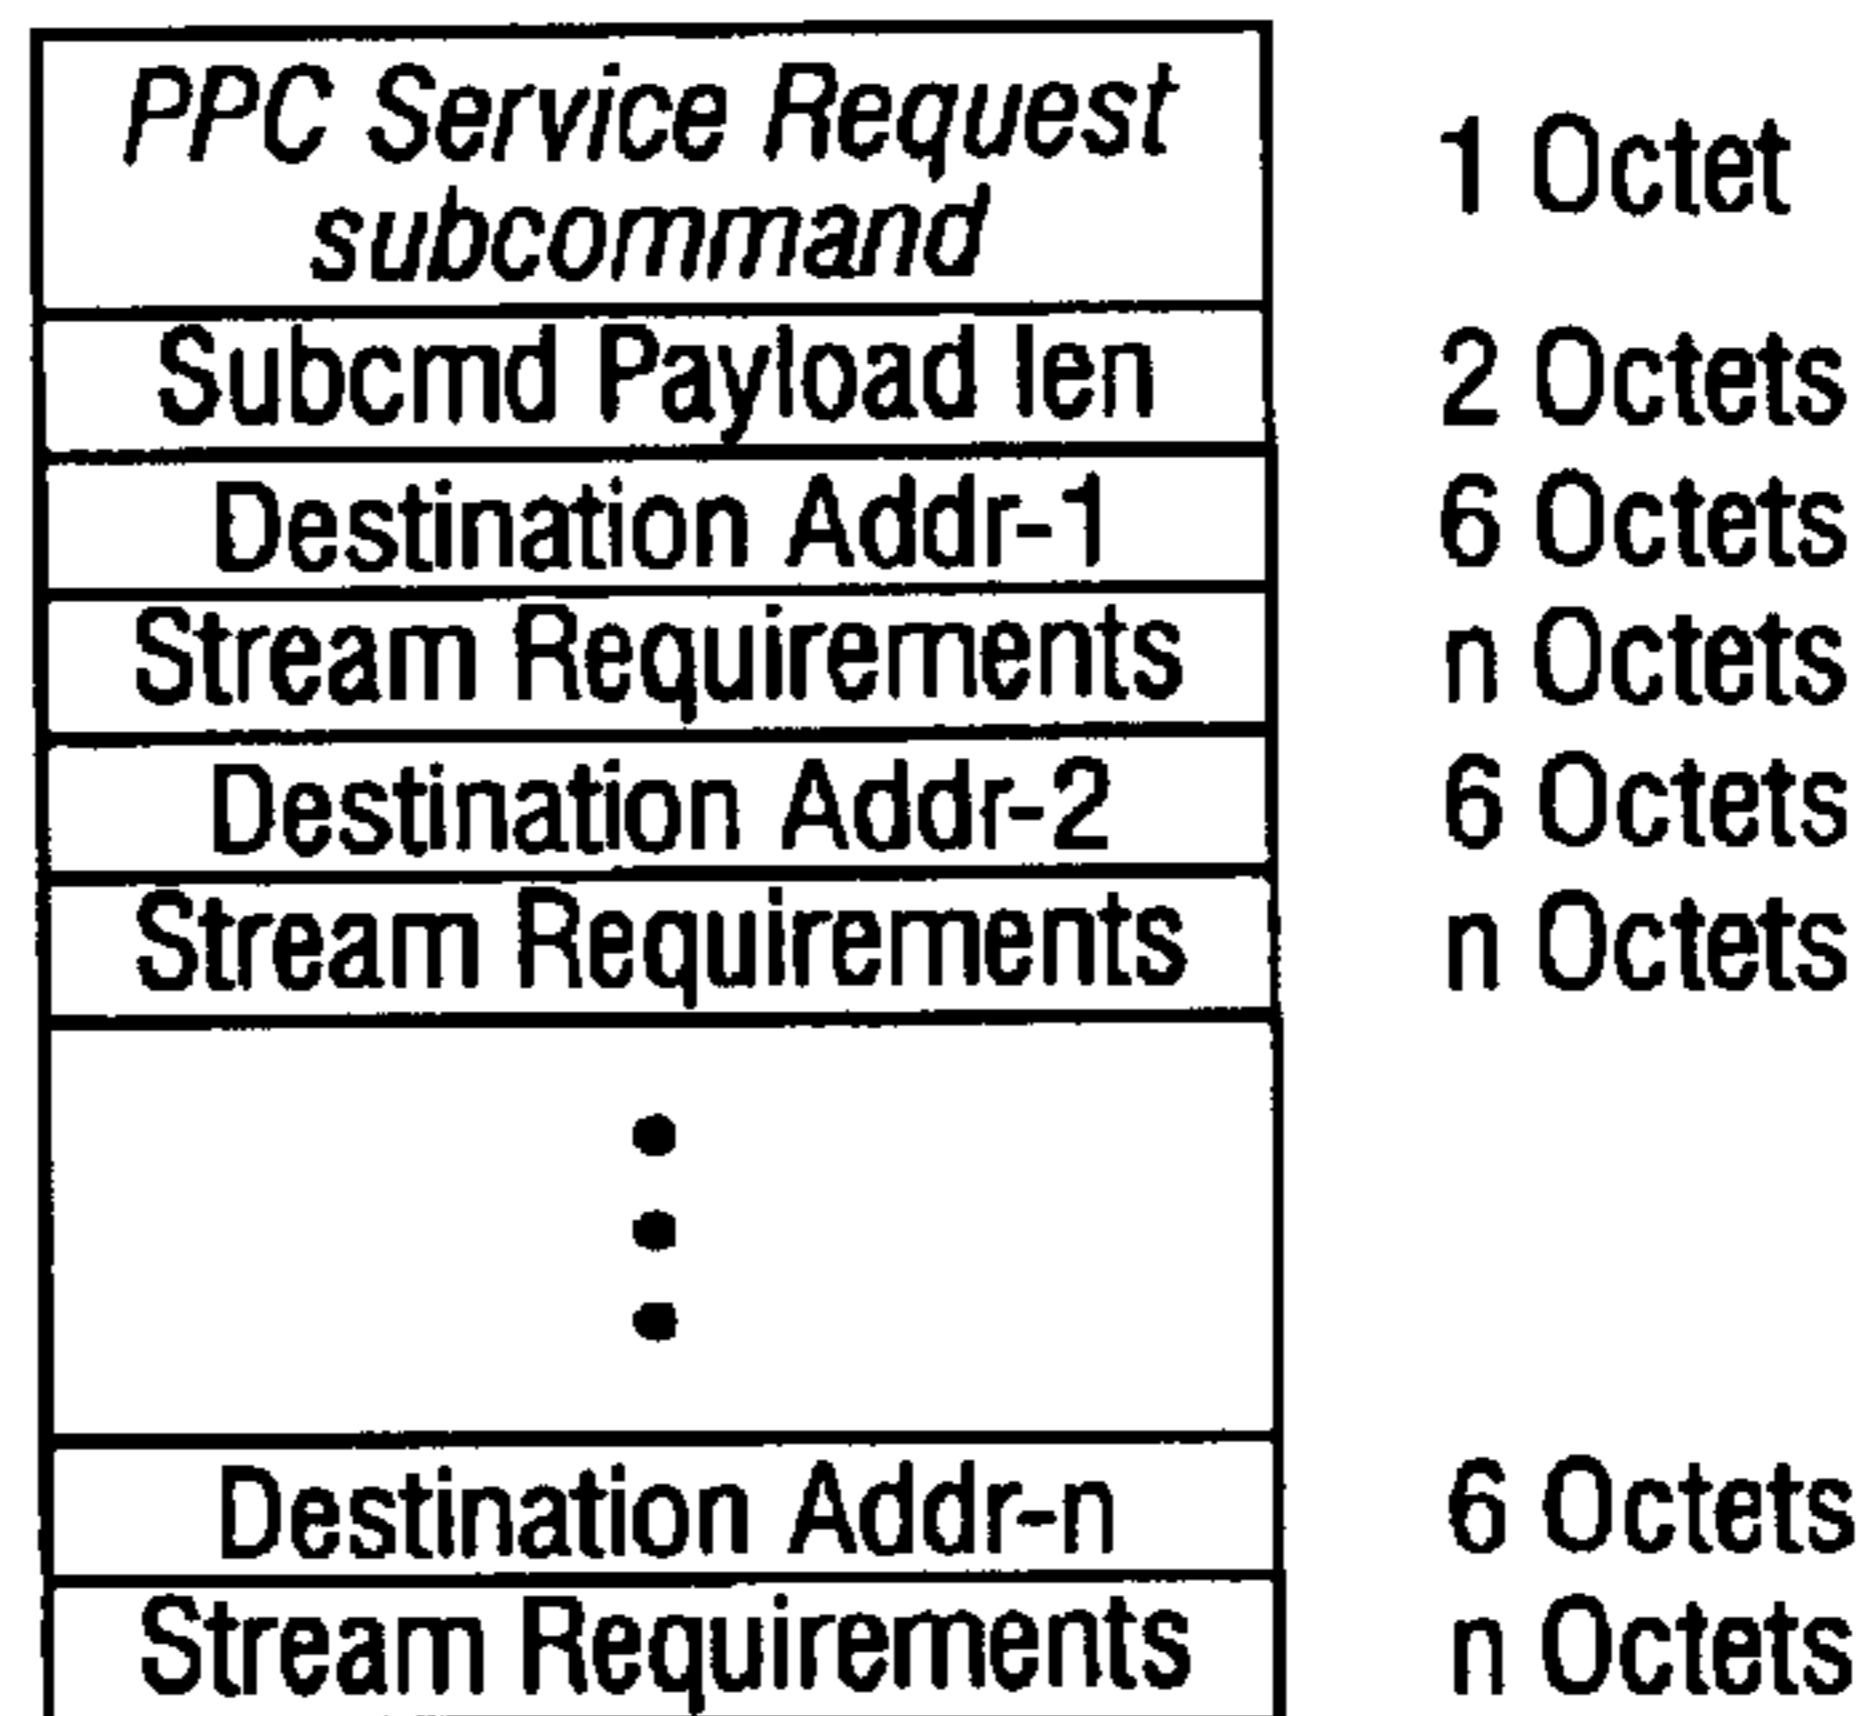 PPC Service Request 1 Octet
subcommand
Subcmd Payload len 2 Octets
Destination Addr-1 6 Octets
Stream Requirements n Octets
Destination Addr-2 6 Octets
Stream Requirements n Octets
Destination Addr-n 6 Octets
Stream Requirements n Octets